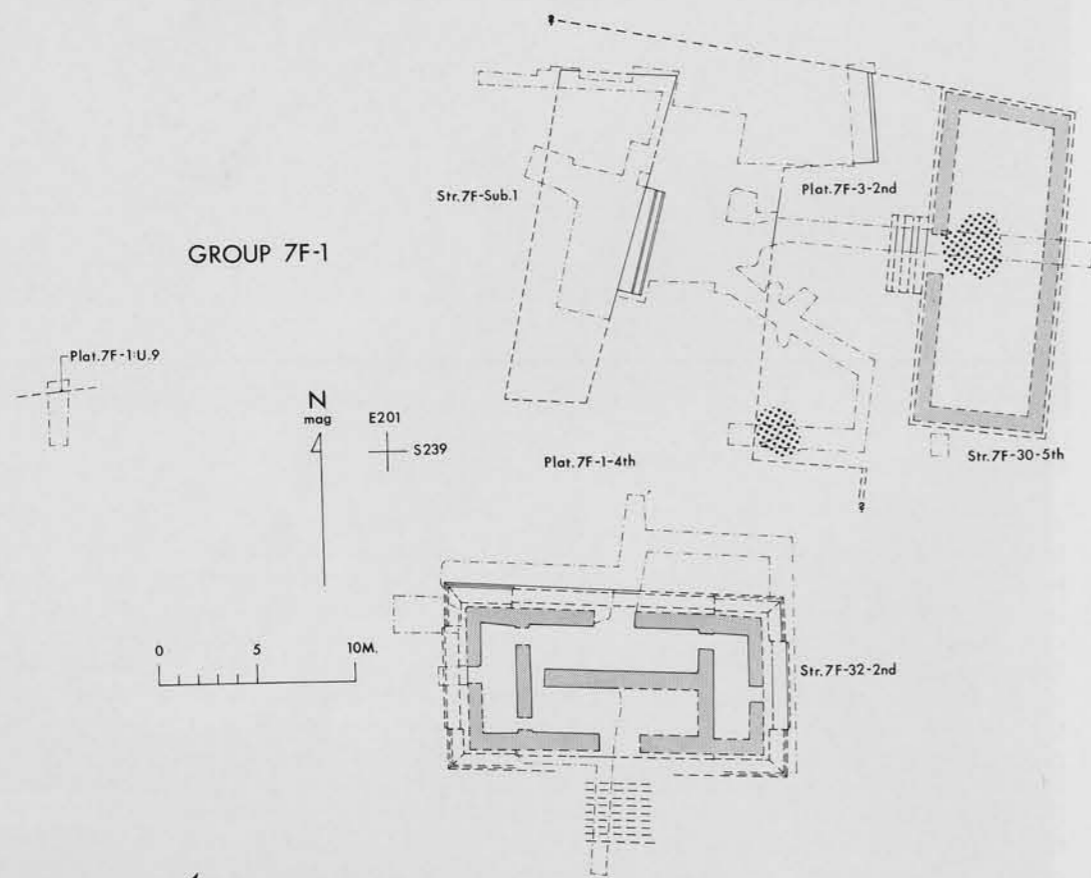 Str.7F-Sub.1
Plat.7F-3-2nd
GROUP 7F-1
Plat.7F-1:U.9
N
mag
E201
S239
Plat.7F-1-4th
Str.7F-30-5th
0 5 10M.
Str.7F-32-2nd